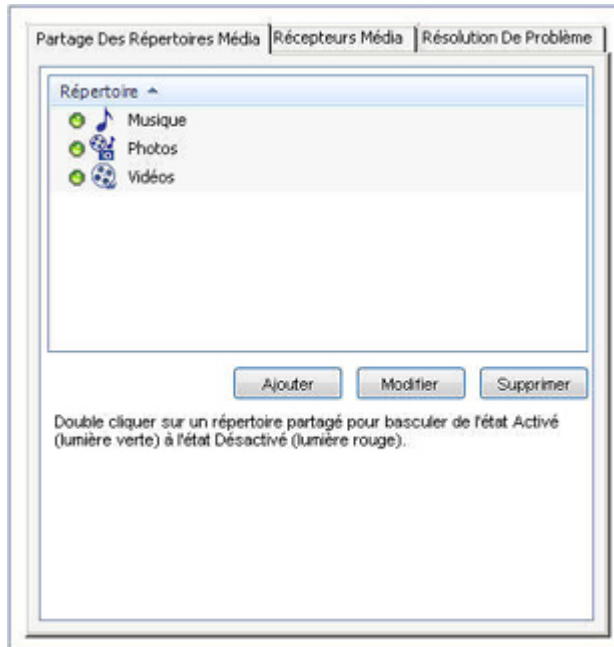 Partage Des Répertoires Média Récepteurs Média Résolution De Problème
Répertoire
Musique
Photos
Vidéos
Ajouter Modifier Supprimer
Double cliquer sur un répertoire partagé pour basculer de l'état Activé
(lumière verte) à l'état Désactivé (lumière rouge).